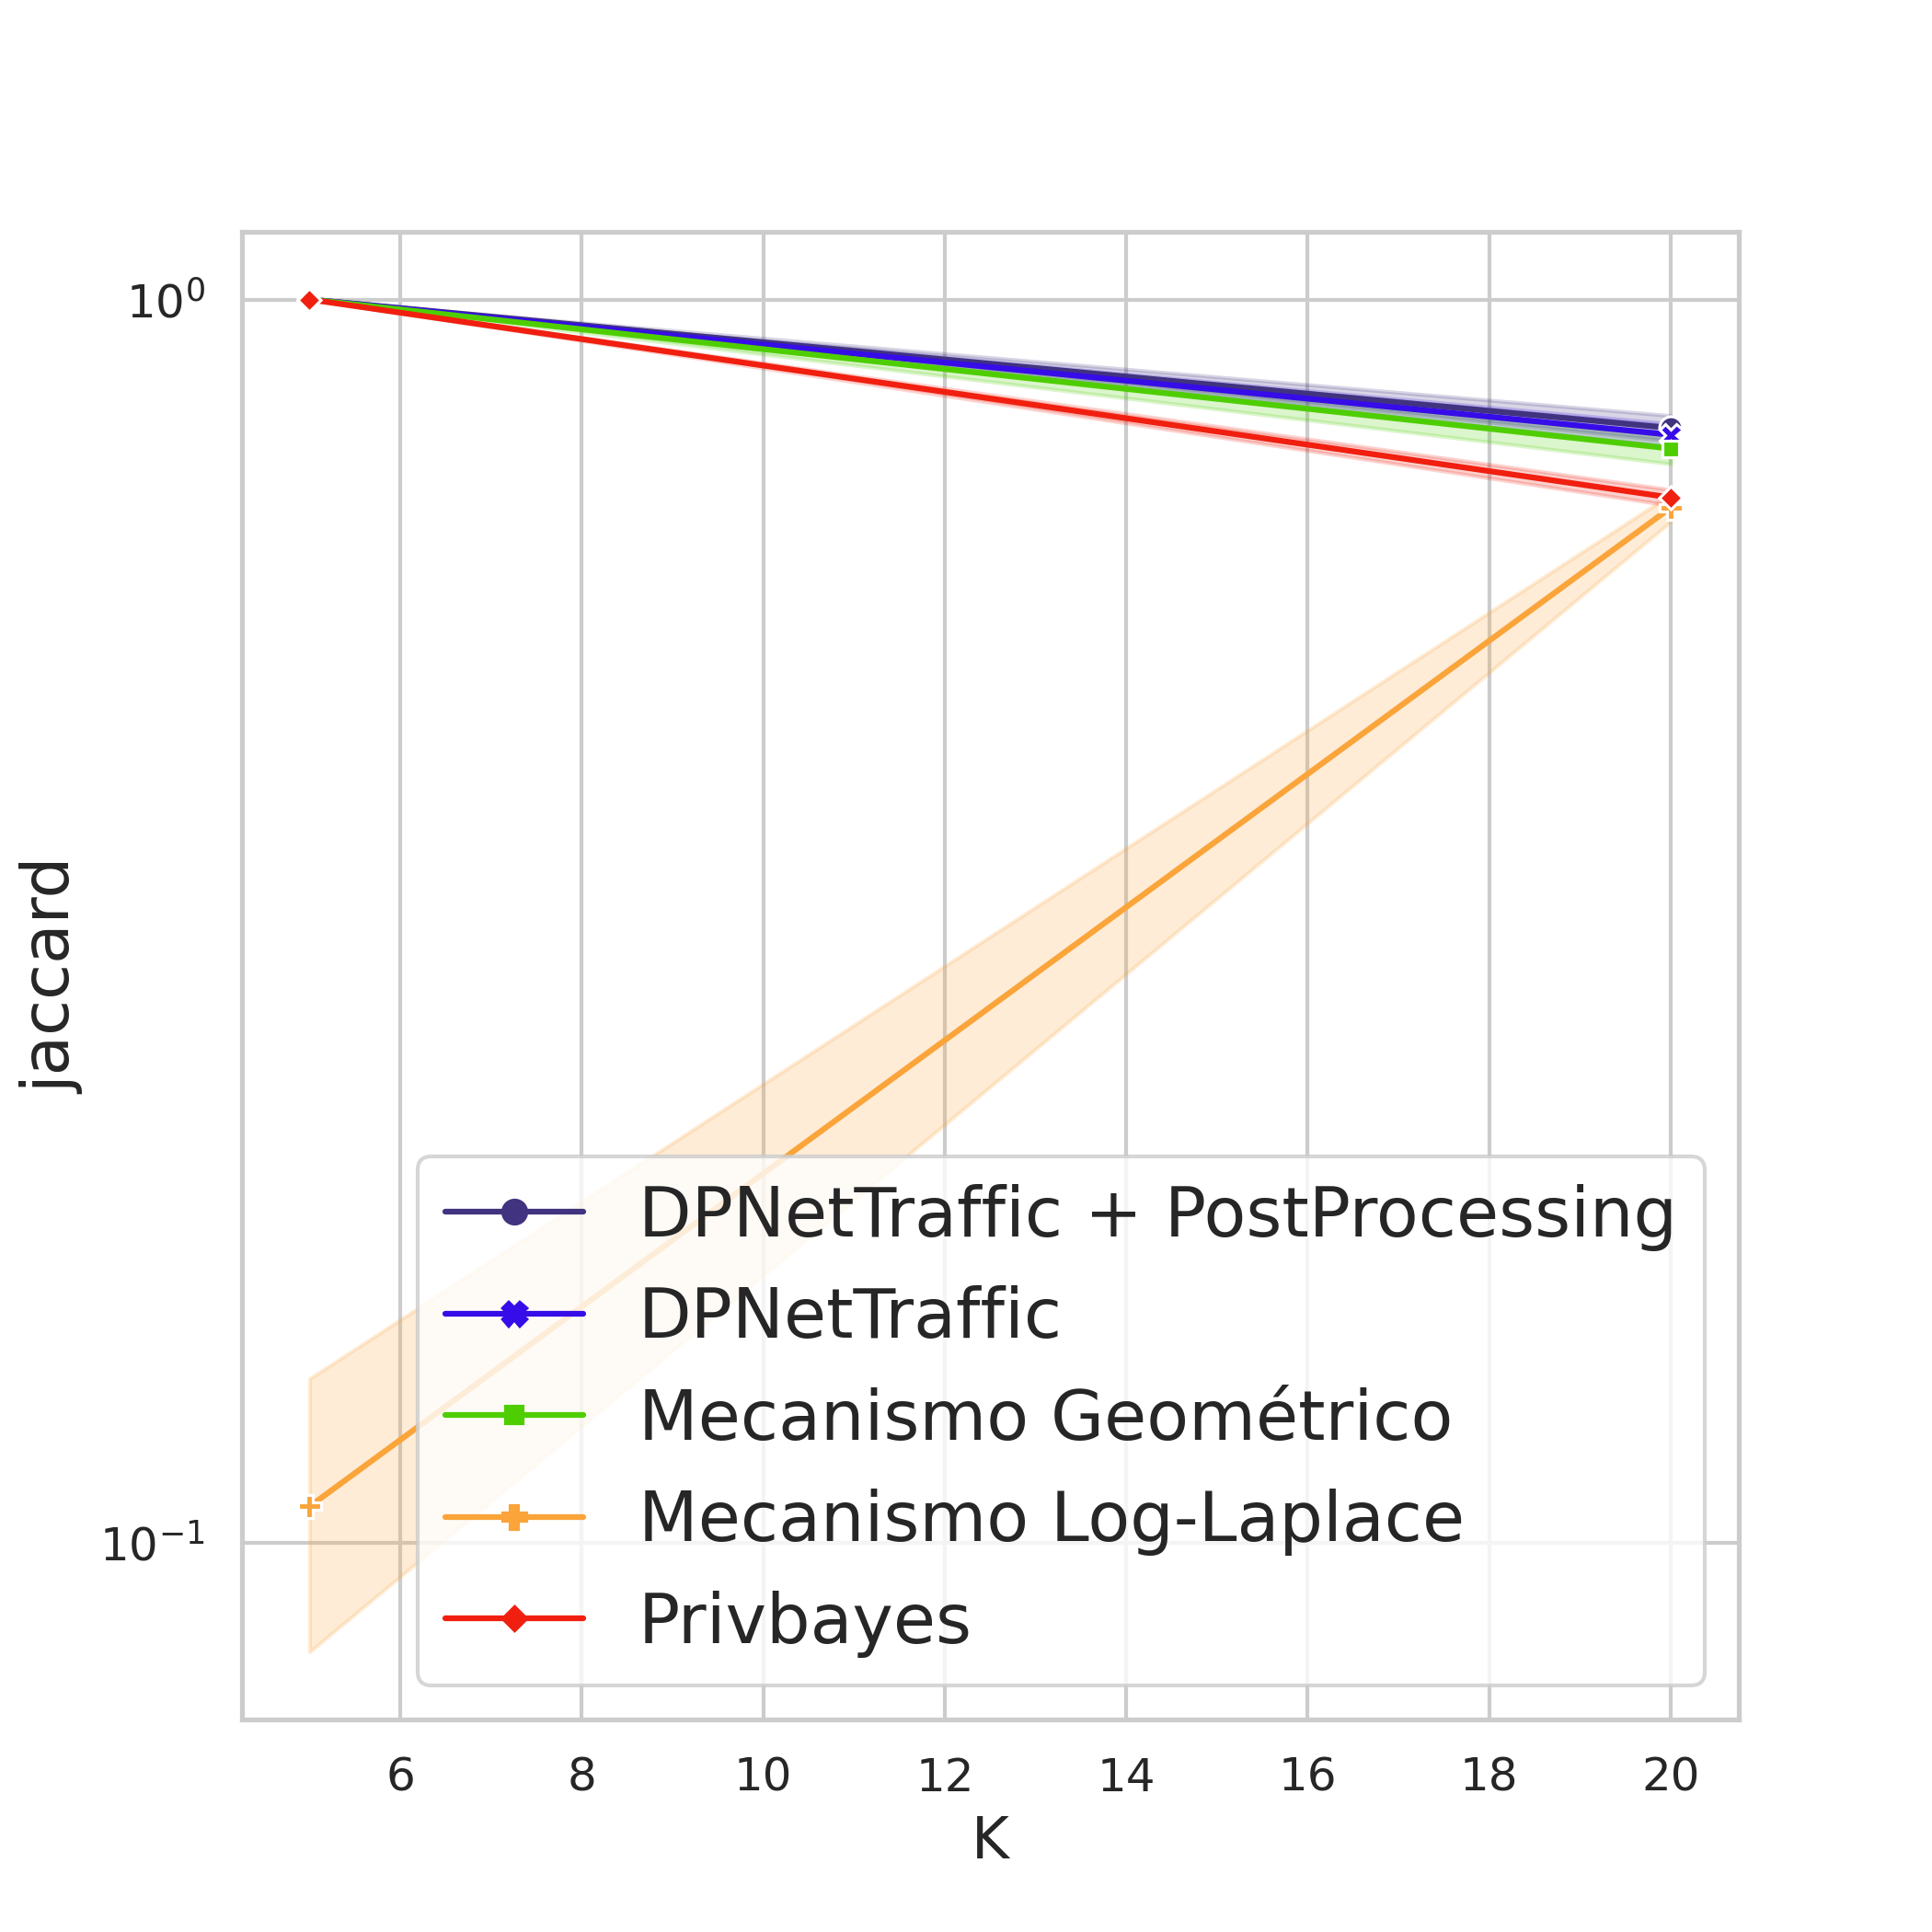 10⁰
10⁻¹
jaccard
DPNetTraffic + PostProcessing
DPNetTraffic
Mecanismo Geométrico
Mecanismo Log-Laplace
Privbayes
6 8 10 12 14 16 18 20
K